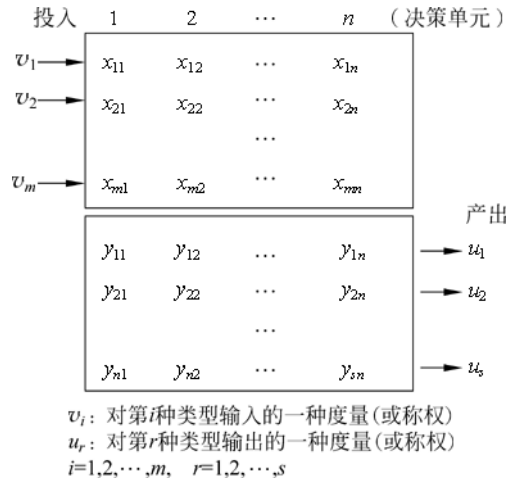 投入 1 2 … n （决策单元）
v₁ x₁₁ x₁₂ … x₁ₙ
v₂ x₂₁ x₂₂ … x₂ₙ
…
vₘ xₘ₁ xₘ₂ … xₘₙ
产出
y₁₁ y₁₂ … y₁ₙ u₁
y₂₁ y₂₂ … y₂ₙ u₂
…
yₙ₁ yₙ₂ … yₛₙ uₛ
vᵢ：对第i种类型输入的一种度量(或称权)
uᵣ：对第r种类型输出的一种度量(或称权)
i=1,2,…,m, r=1,2,…,s